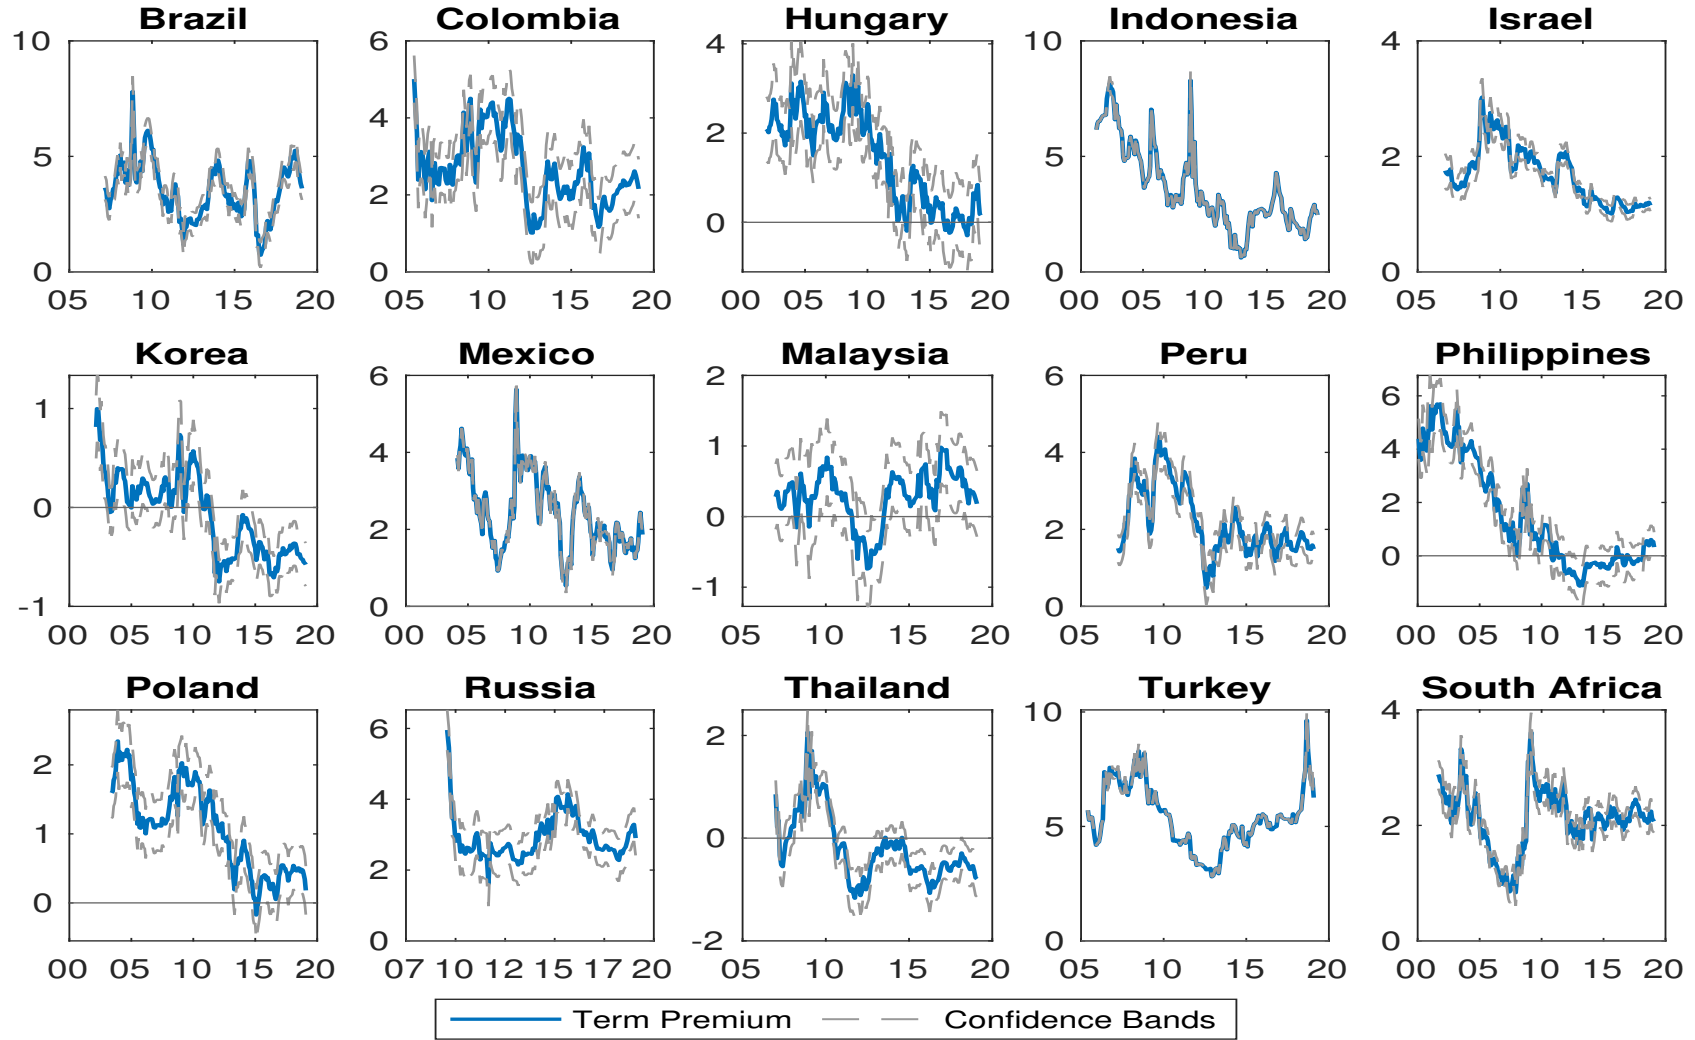 Brazil Colombia Hungary Indonesia Israel
10 6 4 10 4
5 4 2 5 2
2 0
0 0 0 0
05 10 15 20 05 10 15 20 00 05 10 15 20 00 05 10 15 20 05 10 15 20
Korea Mexico Malaysia Peru Philippines
1 6 2 6 6
4 1 4 4
0 2 0 2 2
-1 0 -1 0 0
00 05 10 15 20 05 10 15 20 05 10 15 20 05 10 15 20 00 05 10 15 20
Poland Russia Thailand Turkey South Africa
2 6 2 10 4
1 4 0 5 2
0 2
0 -2 0 0
00 05 10 15 20 07 10 12 15 17 20 05 10 15 20 05 10 15 20 00 05 10 15 20
Term Premium Confidence Bands